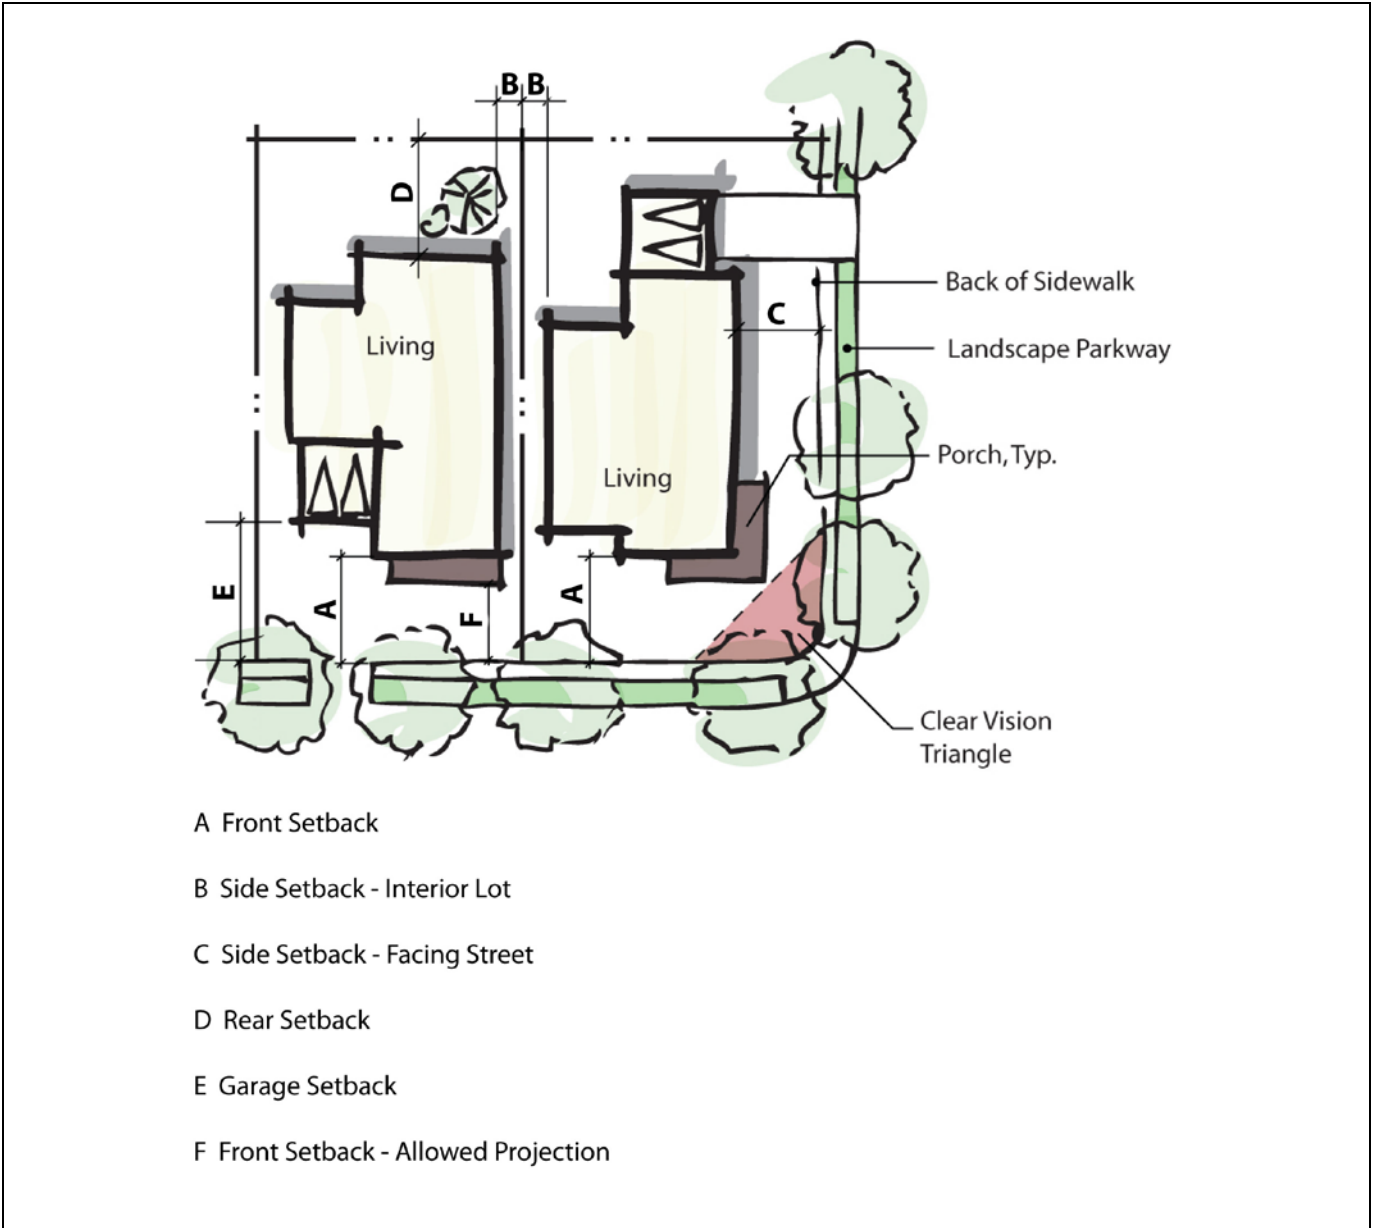 B B
D
Back of Sidewalk
C
Living
Landscape Parkway
Porch, Typ.
Living
E
A
F
A
Clear Vision
Triangle
A Front Setback
B Side Setback - Interior Lot
C Side Setback - Facing Street
D Rear Setback
E Garage Setback
F Front Setback - Allowed Projection